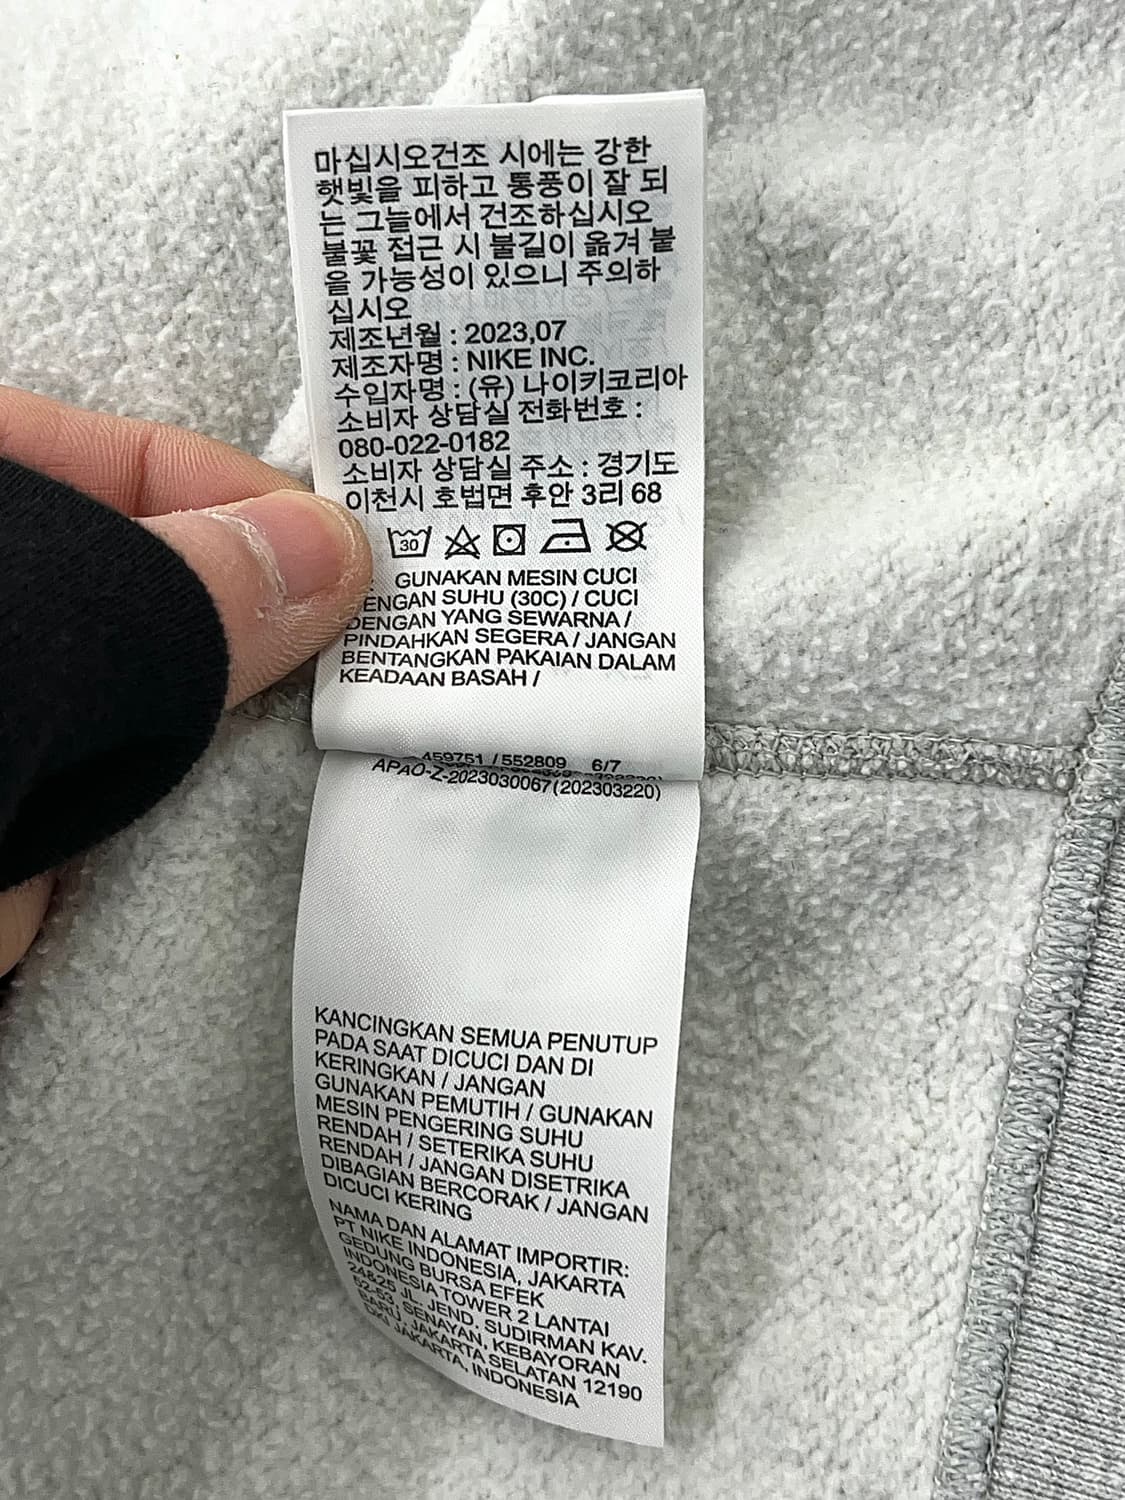 마십시오건조 시에는 강한
햇빛을 피하고 통풍이 잘 되
는 그늘에서 건조하십시오
불꽃 접근 시 불길이 옮겨 붙
을 가능성이 있으니 주의하
십시오
제조년월 : 2023,07
제조자명 : NIKE INC.
수입자명 : (유) 나이키코리아
소비자 상담실 전화번호 :
080-022-0182
소비자 상담실 주소 : 경기도
이천시 호법면 후안 3리 68
30
GUNAKAN MESIN CUCI
ENGAN SUHU (30C) / CUCI
DENGAN YANG SEWARNA /
PINDAHKAN SEGERA / JANGAN
BENTANGKAN PAKAIAN DALAM
KEADAAN BASAH /
459751 / 552809 6/7
APAO-Z-2023030067(202303220)
KANCINGKAN SEMUA PENUTUP
PADA SAAT DICUCI DAN DI
KERINGKAN / JANGAN
GUNAKAN PEMUTIH / GUNAKAN
MESIN PENGERING SUHU
RENDAH / SETERIKA SUHU
RENDAH / JANGAN DISETRIKA
DIBAGIAN BERCORAK / JANGAN
DICUCI KERING
NAMA DAN ALAMAT IMPORTIR:
PT NIKE INDONESIA, JAKARTA
GEDUNG BURSA EFEK
INDONESIA TOWER 2 LANTAI
24&25 JL. JEND. SUDIRMAN KAV.
52-53, SENAYAN, KEBAYORAN
BARU, JAKARTA SELATAN 12190
DKI JAKARTA, INDONESIA